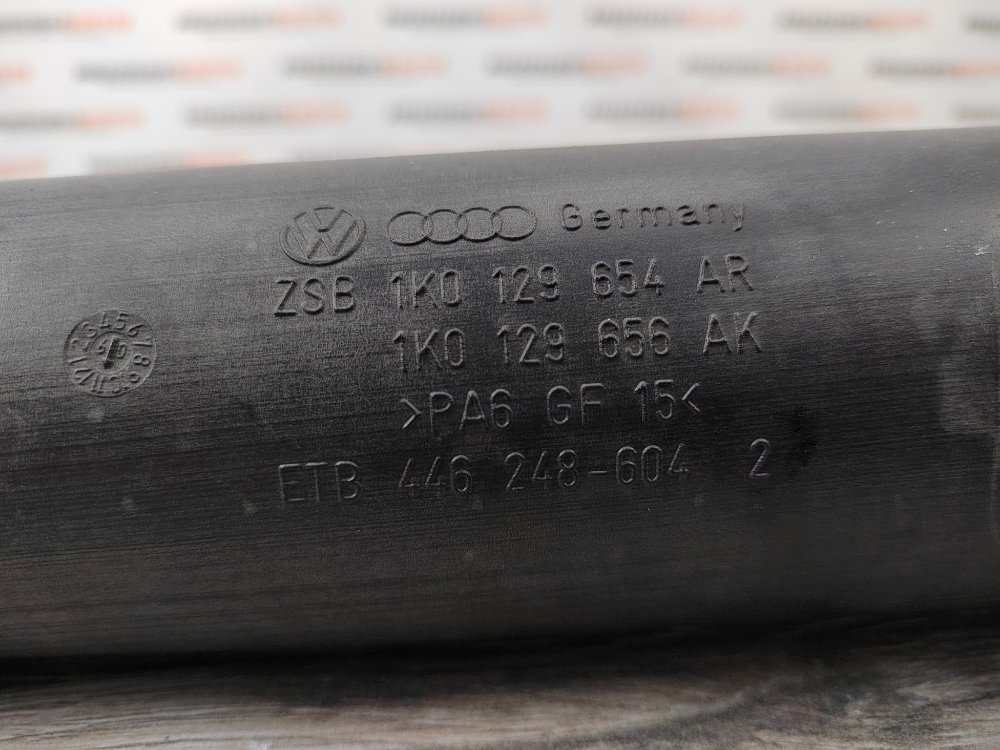 Germany
ZSB 1K0 129 654 AR
1K0 129 656 AK
>PA6 GF 15<
ETB 446 248-604 2